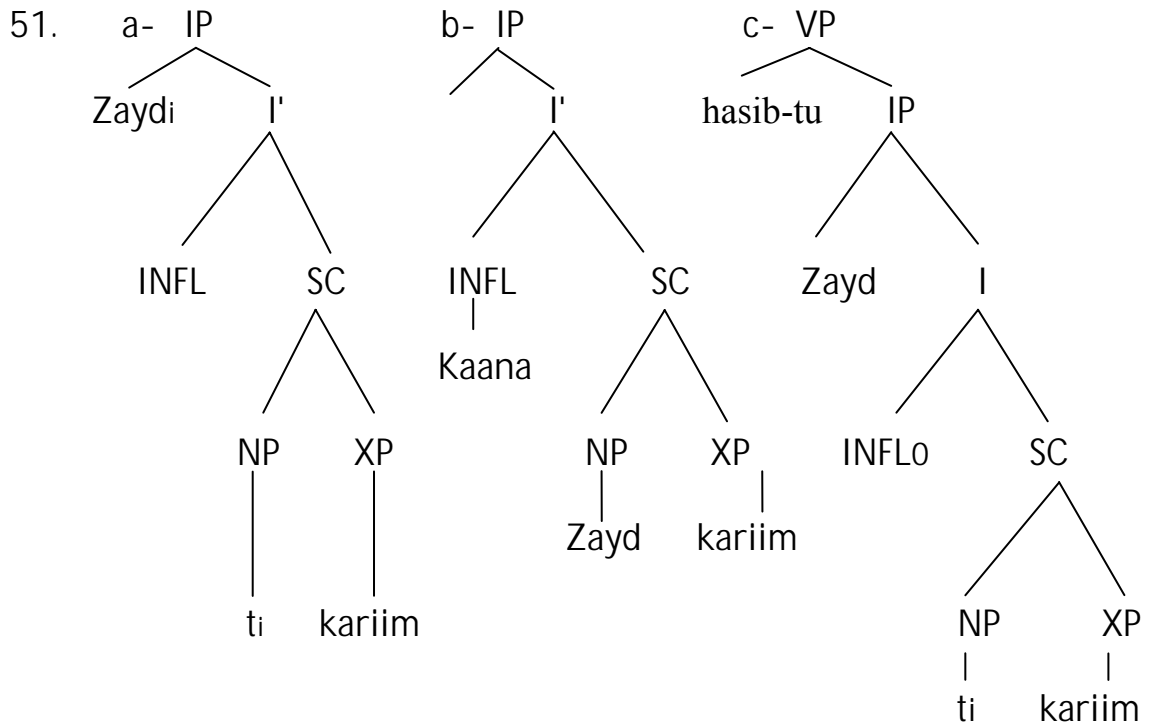 51. a- IP b- IP c- VP
Zaydi I' I' hasib-tu IP
INFL SC INFL SC Zayd I
Kaana
NP XP NP XP INFL0 SC
Zayd kariim
ti kariim NP XP
ti kariim